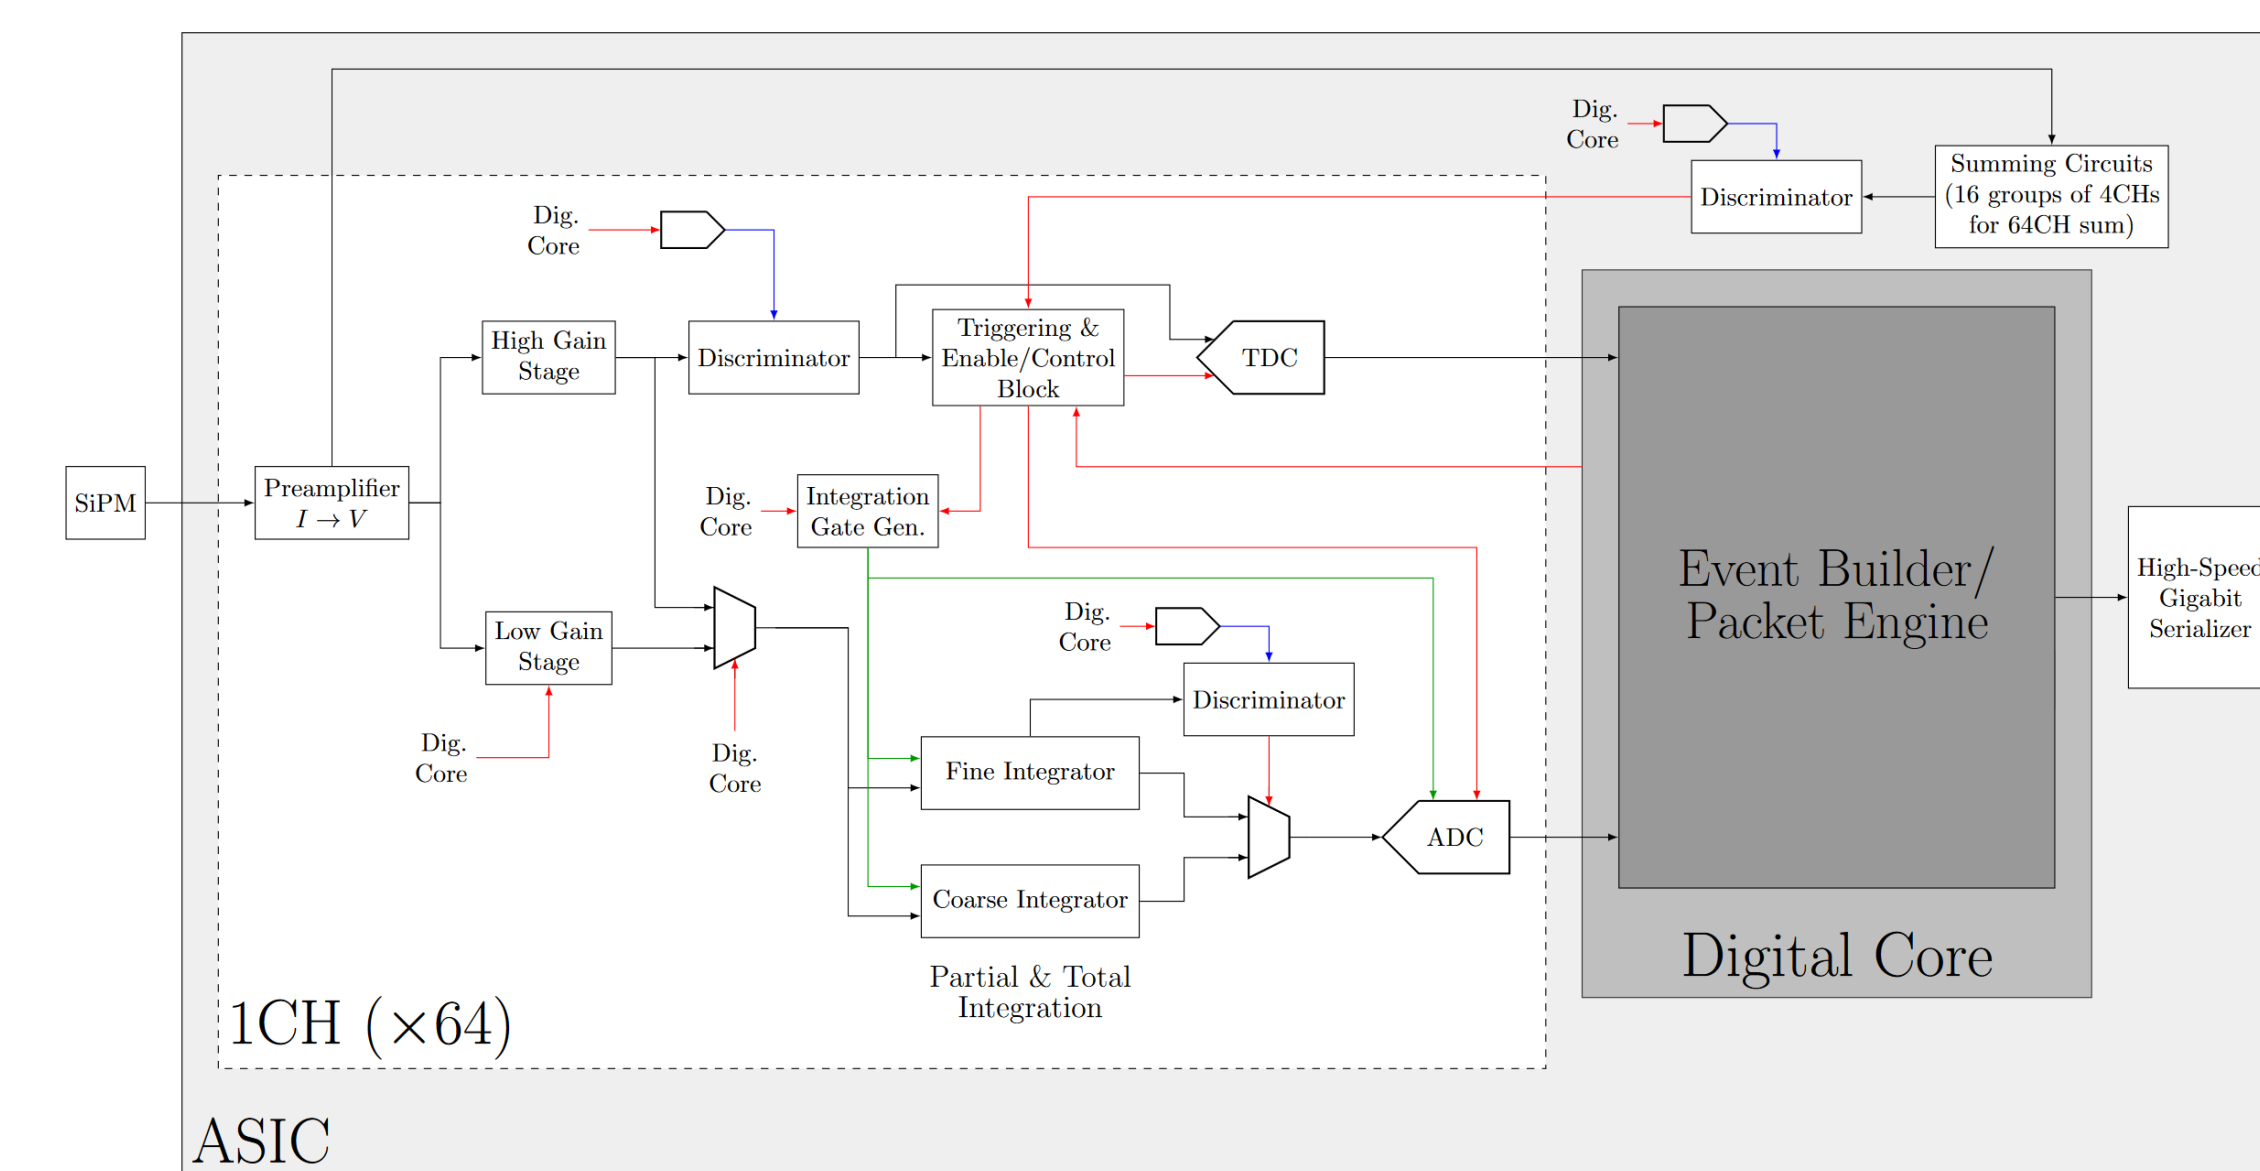 Dig.
Core
Summing Circuits
(16 groups of 4CHs
for 64CH sum)
Discriminator
Dig.
Core
High Gain
Stage
Discriminator
Triggering &
Enable/Control
Block
TDC
SiPM
Preamplifier
I → V
Dig.
Core
Integration
Gate Gen.
Event Builder/
Packet Engine
High-Speed
Gigabit
Serializer
Low Gain
Stage
Dig.
Core
Discriminator
Dig.
Core
Dig.
Core
Fine Integrator
ADC
Coarse Integrator
Digital Core
Partial & Total
Integration
1CH (×64)
ASIC